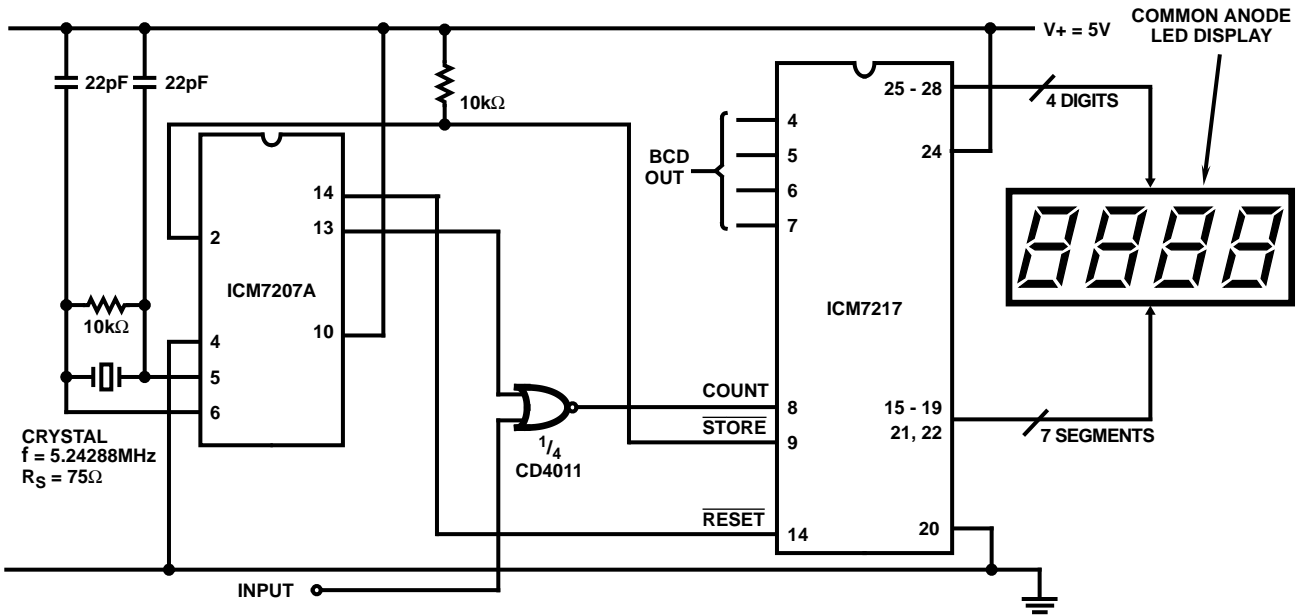 COMMON ANODE
LED DISPLAY
V+ = 5V
22pF
22pF
10kΩ
25 - 28
4 DIGITS
24
BCD
OUT
4
5
6
7
14
13
2
ICM7207A
10
10kΩ
4
5
6
CRYSTAL
f = 5.24288MHz
RS = 75Ω
ICM7217
COUNT
8
STORE
9
1/4
CD4011
15 - 19
21, 22
7 SEGMENTS
RESET
14
20
INPUT
8888